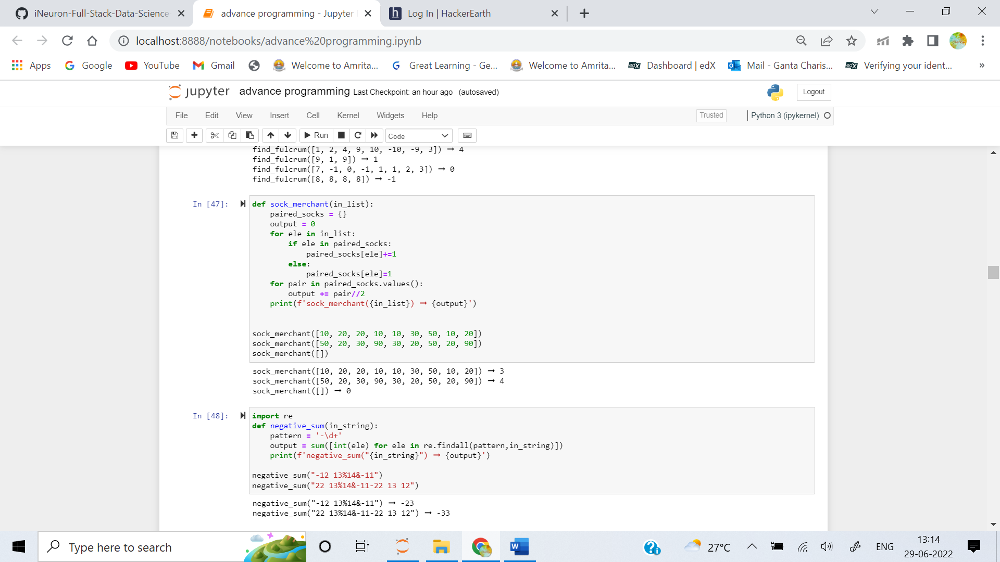 iNeuron-Full-Stack-Data-Science
advance programming - Jupyter
h Log In | HackerEarth
localhost:8888/notebooks/advance%20programming.ipynb
Apps Google YouTube Gmail Welcome to Amrita... Great Learning - Ge... Welcome to Amrita... edX Dashboard | edX Mail - Ganta Charis... edX Verifying your ident... »
jupyter advance programming Last Checkpoint: an hour ago (autosaved) Logout
File Edit View Insert Cell Kernel Widgets Help Trusted Python 3 (ipykernel)
Run Code
find_fulcrum([1, 2, 4, 9, 10, -10, -9, 3]) ➞ 4
find_fulcrum([9, 1, 9]) ➞ 1
find_fulcrum([7, -1, 0, -1, 1, 1, 2, 3]) ➞ 0
find_fulcrum([8, 8, 8, 8]) ➞ -1
In [47]:
def sock_merchant(in_list):
    paired_socks = {}
    output = 0
    for ele in in_list:
        if ele in paired_socks:
            paired_socks[ele]+=1
        else:
            paired_socks[ele]=1
    for pair in paired_socks.values():
        output += pair//2
    print(f'sock_merchant({in_list}) ➞ {output}')
sock_merchant([10, 20, 20, 10, 10, 30, 50, 10, 20])
sock_merchant([50, 20, 30, 90, 30, 20, 50, 20, 90])
sock_merchant([])
sock_merchant([10, 20, 20, 10, 10, 30, 50, 10, 20]) ➞ 3
sock_merchant([50, 20, 30, 90, 30, 20, 50, 20, 90]) ➞ 4
sock_merchant([]) ➞ 0
In [48]:
import re
def negative_sum(in_string):
    pattern = '-\d+'
    output = sum([int(ele) for ele in re.findall(pattern,in_string)])
    print(f'negative_sum("{in_string}") ➞ {output}')
negative_sum("-12 13%14&-11")
negative_sum("22 13%14&-11-22 13 12")
negative_sum("-12 13%14&-11") ➞ -23
negative_sum("22 13%14&-11-22 13 12") ➞ -33
Type here to search
27°C ENG
13:14
29-06-2022